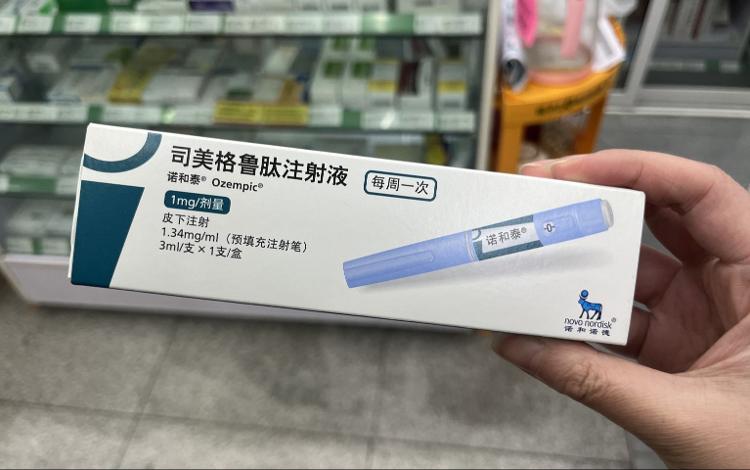 司美格鲁肽注射液
诺和泰® Ozempic®
每周一次
1mg/剂量
皮下注射
1.34mg/ml（预填充注射笔）
3ml/支×1支/盒
诺和泰®
novo nordisk®
诺和诺德